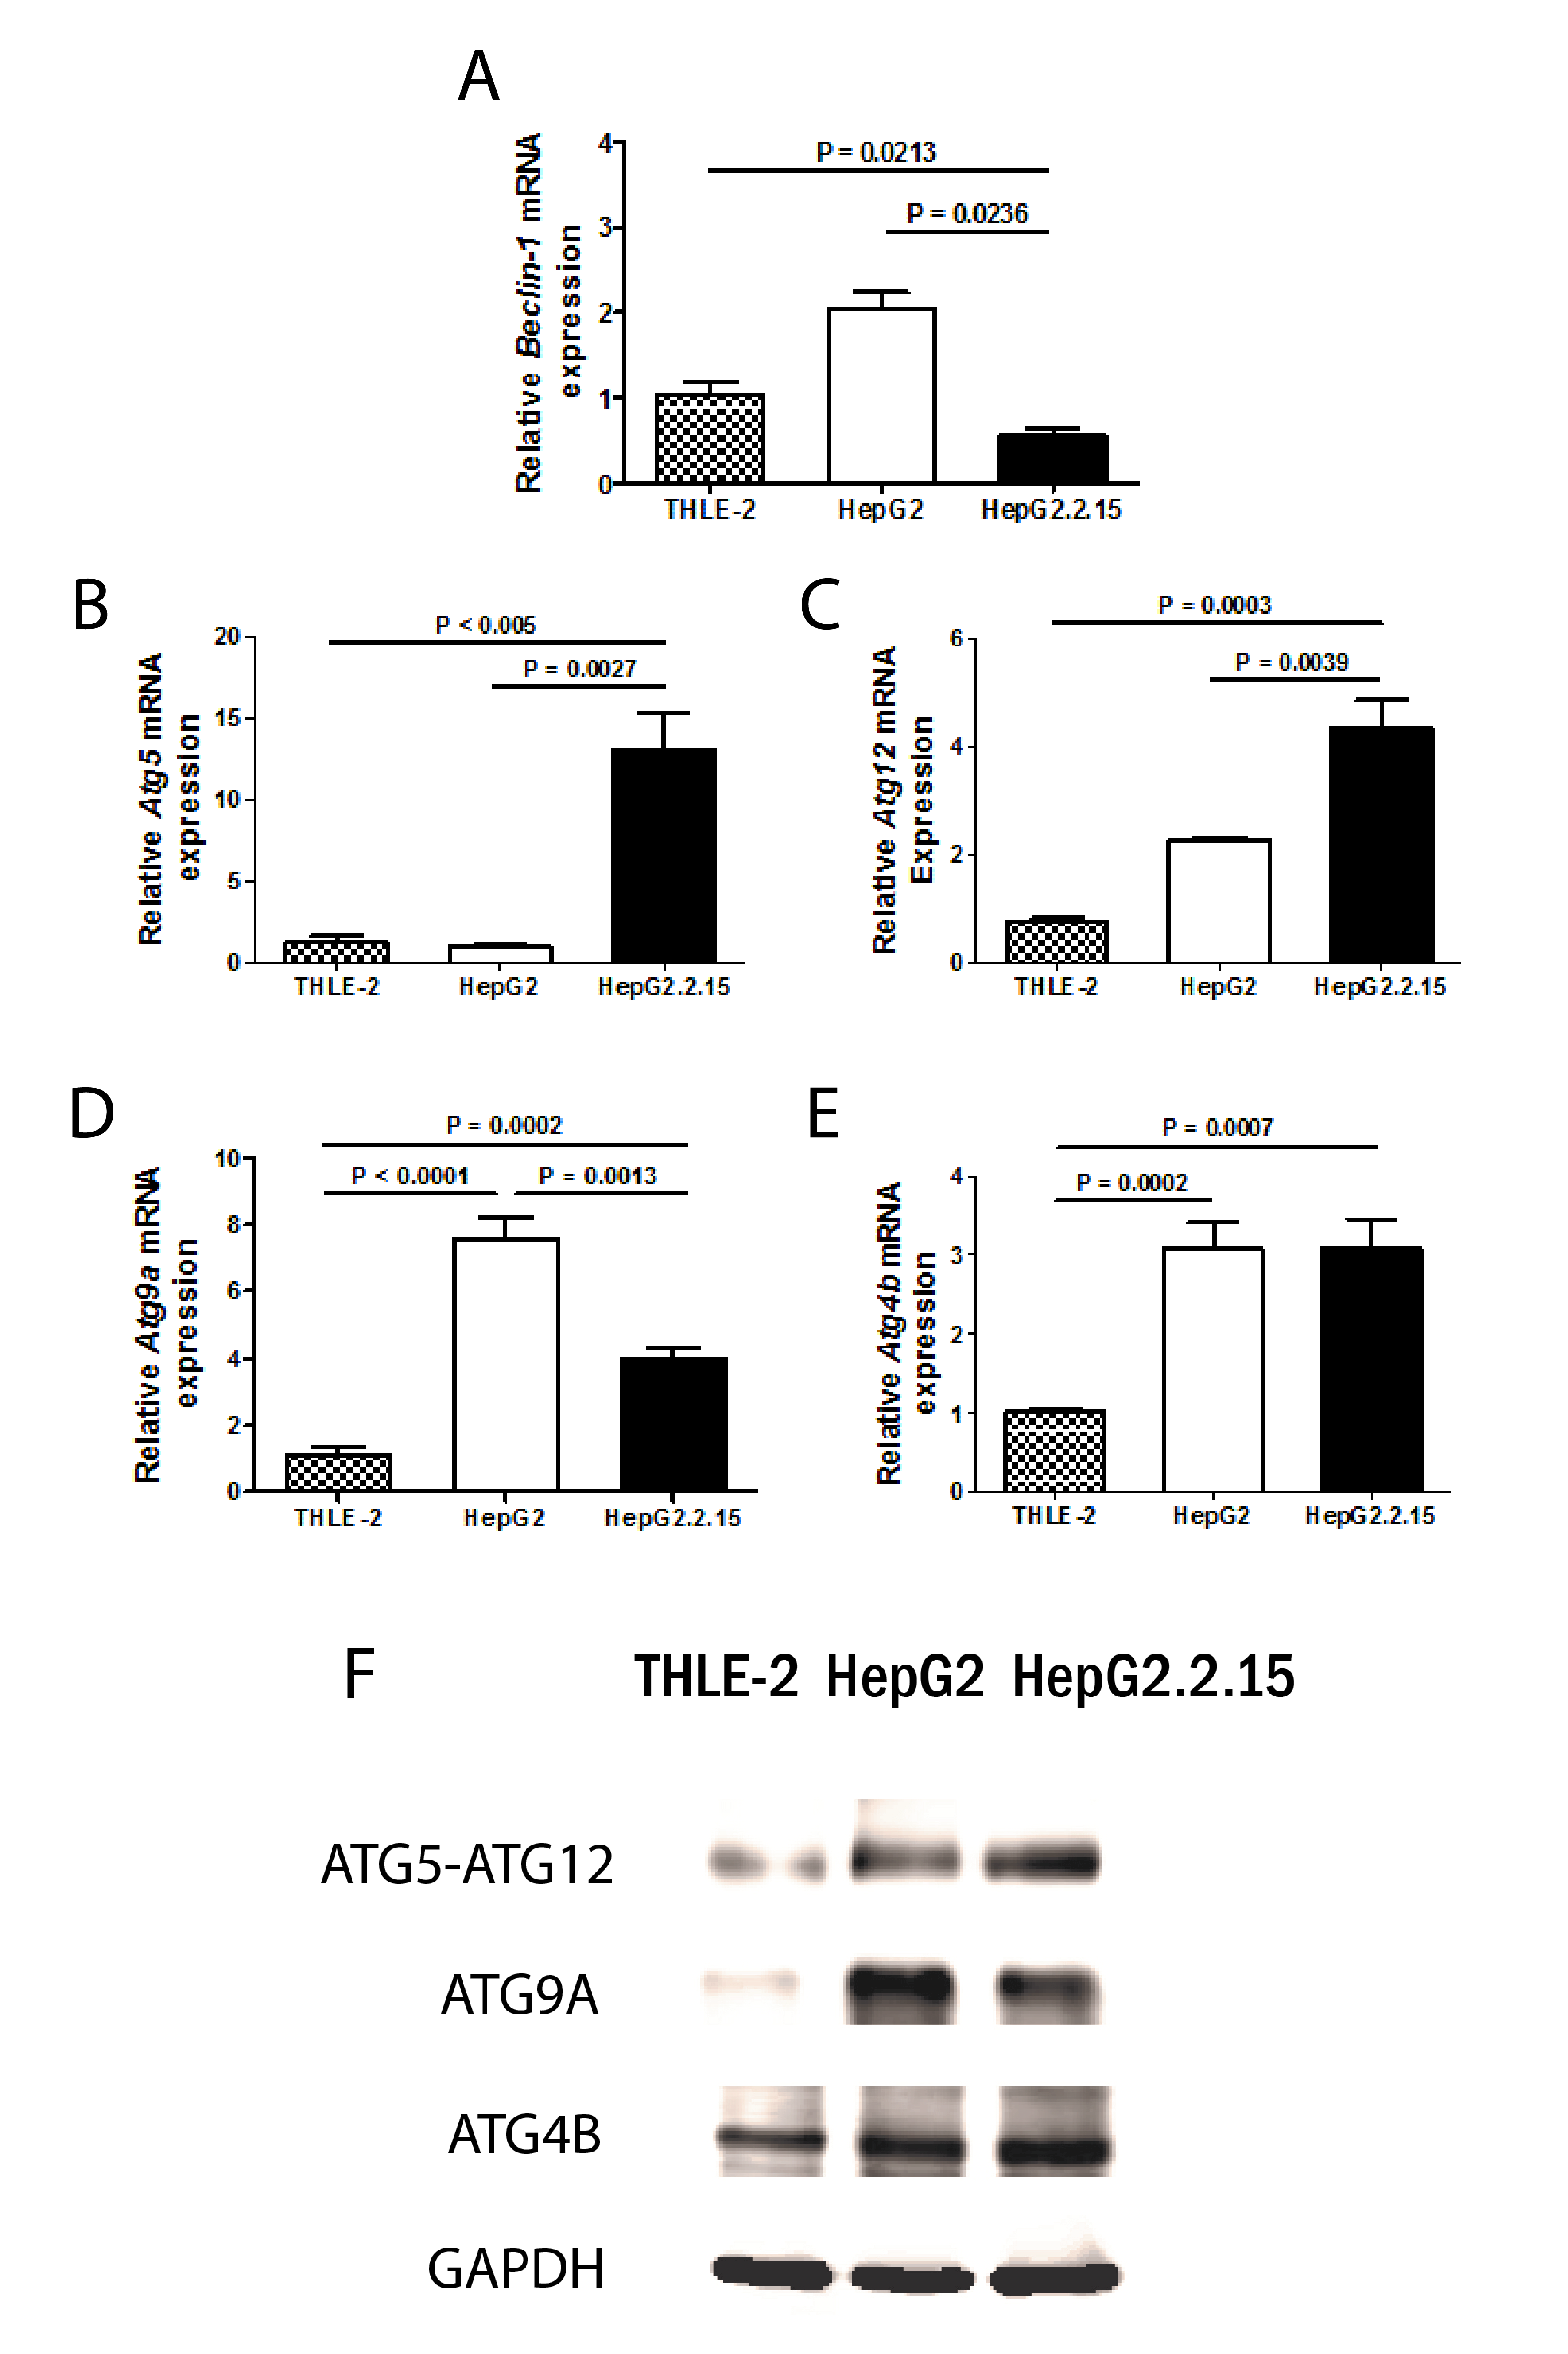 A
Relative Beclin-1 mRNA
expression
4
3
2
1
0
P = 0.0213
P = 0.0236
THLE-2 HepG2 HepG2.2.15
B
Relative Atg5 mRNA
expression
20
15
10
5
0
P < 0.005
P = 0.0027
THLE-2 HepG2 HepG2.2.15
C
Relative Atg12 mRNA
Expression
6
4
2
0
P = 0.0003
P = 0.0039
THLE-2 HepG2 HepG2.2.15
D
Relative Atg9a mRNA
expression
10
8
6
4
2
0
P = 0.0002
P < 0.0001 P = 0.0013
THLE-2 HepG2 HepG2.2.15
E
Relative Atg4b mRNA
expression
4
3
2
1
0
P = 0.0007
P = 0.0002
THLE-2 HepG2 HepG2.2.15
F
THLE-2 HepG2 HepG2.2.15
ATG5-ATG12
ATG9A
ATG4B
GAPDH